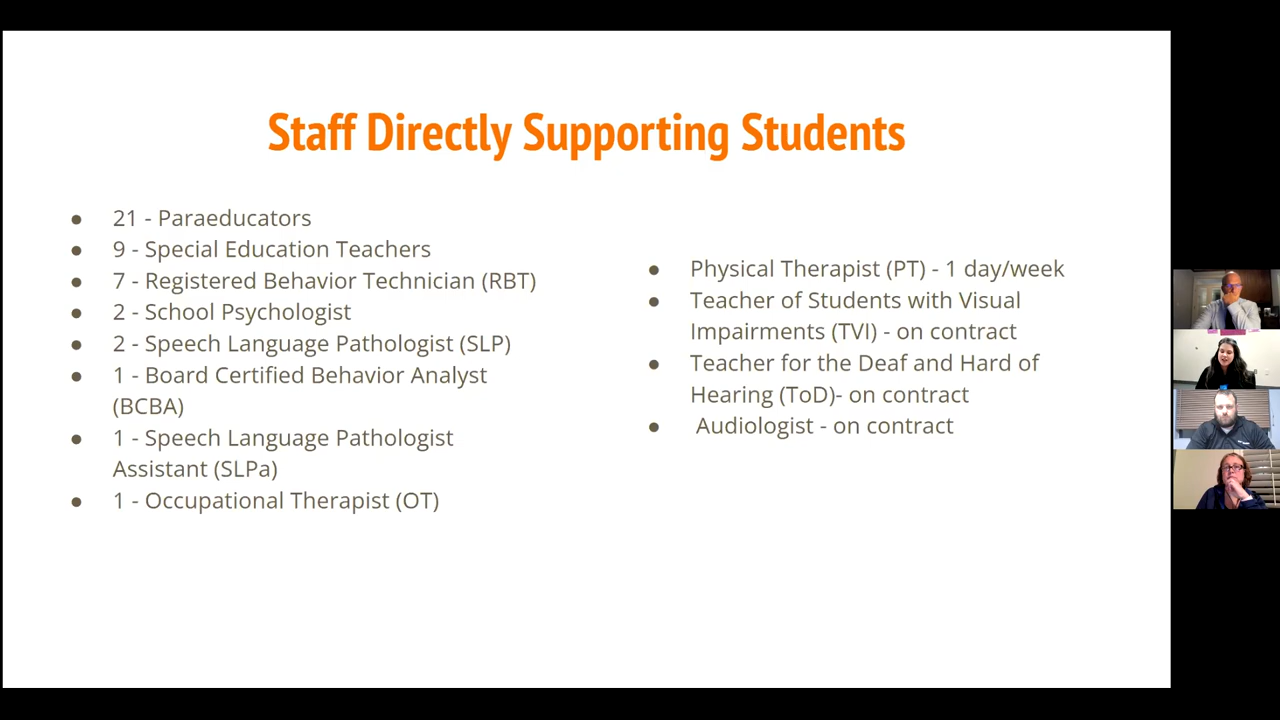 Staff Directly Supporting Students
● 21 - Paraeducators
● 9 - Special Education Teachers
● 7 - Registered Behavior Technician (RBT)
● 2 - School Psychologist
● 2 - Speech Language Pathologist (SLP)
● 1 - Board Certified Behavior Analyst
(BCBA)
● 1 - Speech Language Pathologist
Assistant (SLPa)
● 1 - Occupational Therapist (OT)
● Physical Therapist (PT) - 1 day/week
● Teacher of Students with Visual
Impairments (TVI) - on contract
● Teacher for the Deaf and Hard of
Hearing (ToD)- on contract
● Audiologist - on contract